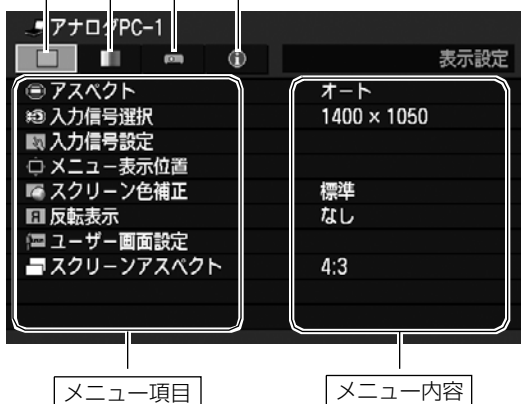 アナログPC-1
表示設定
アスペクト オート
入力信号選択 1400 × 1050
入力信号設定
メニュー表示位置
スクリーン色補正 標準
反転表示 なし
ユーザー画面設定
スクリーンアスペクト 4:3
メニュー項目 メニュー内容